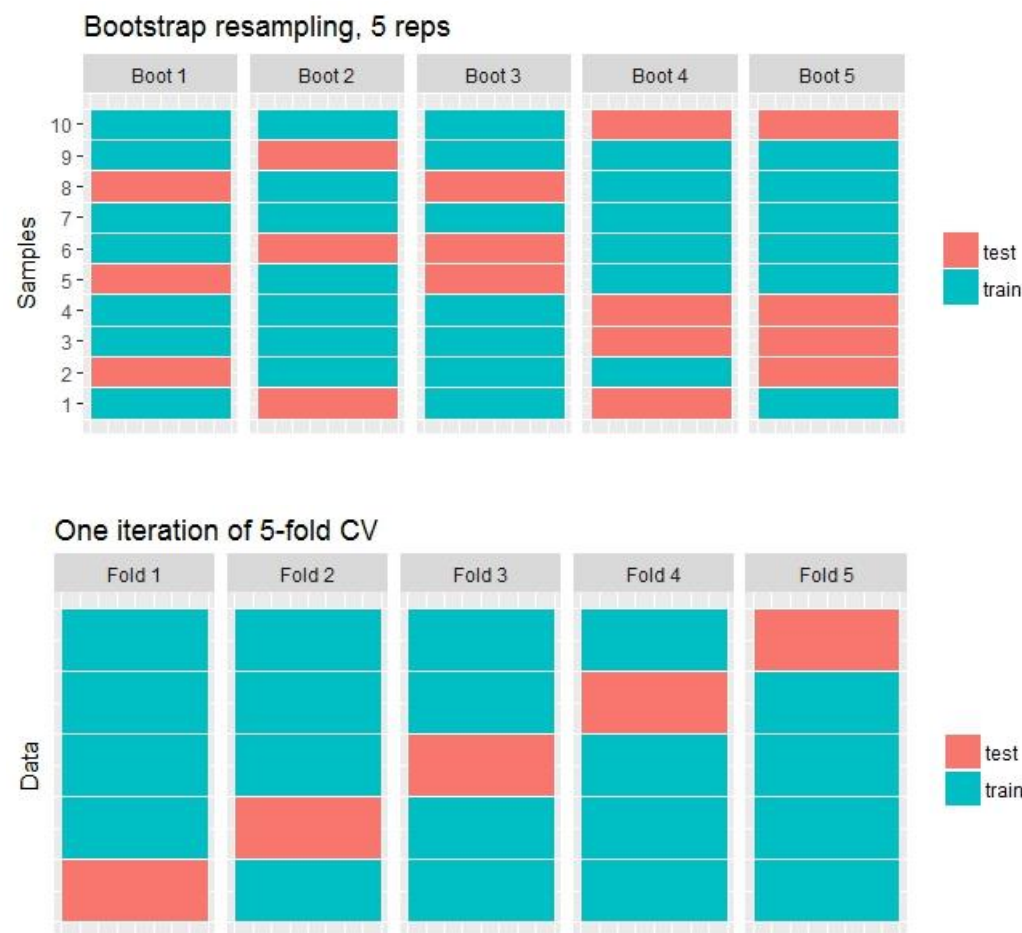 Bootstrap resampling, 5 reps
Boot 1 Boot 2 Boot 3 Boot 4 Boot 5
10
9
8
7
6
5
4
3
2
1
Samples
test
train
One iteration of 5-fold CV
Fold 1 Fold 2 Fold 3 Fold 4 Fold 5
Data
test
train